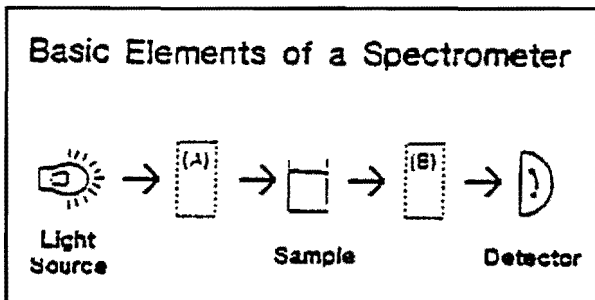 Basic Elements of a Spectrometer
(A)
(B)
Light
Source
Sample
Detector